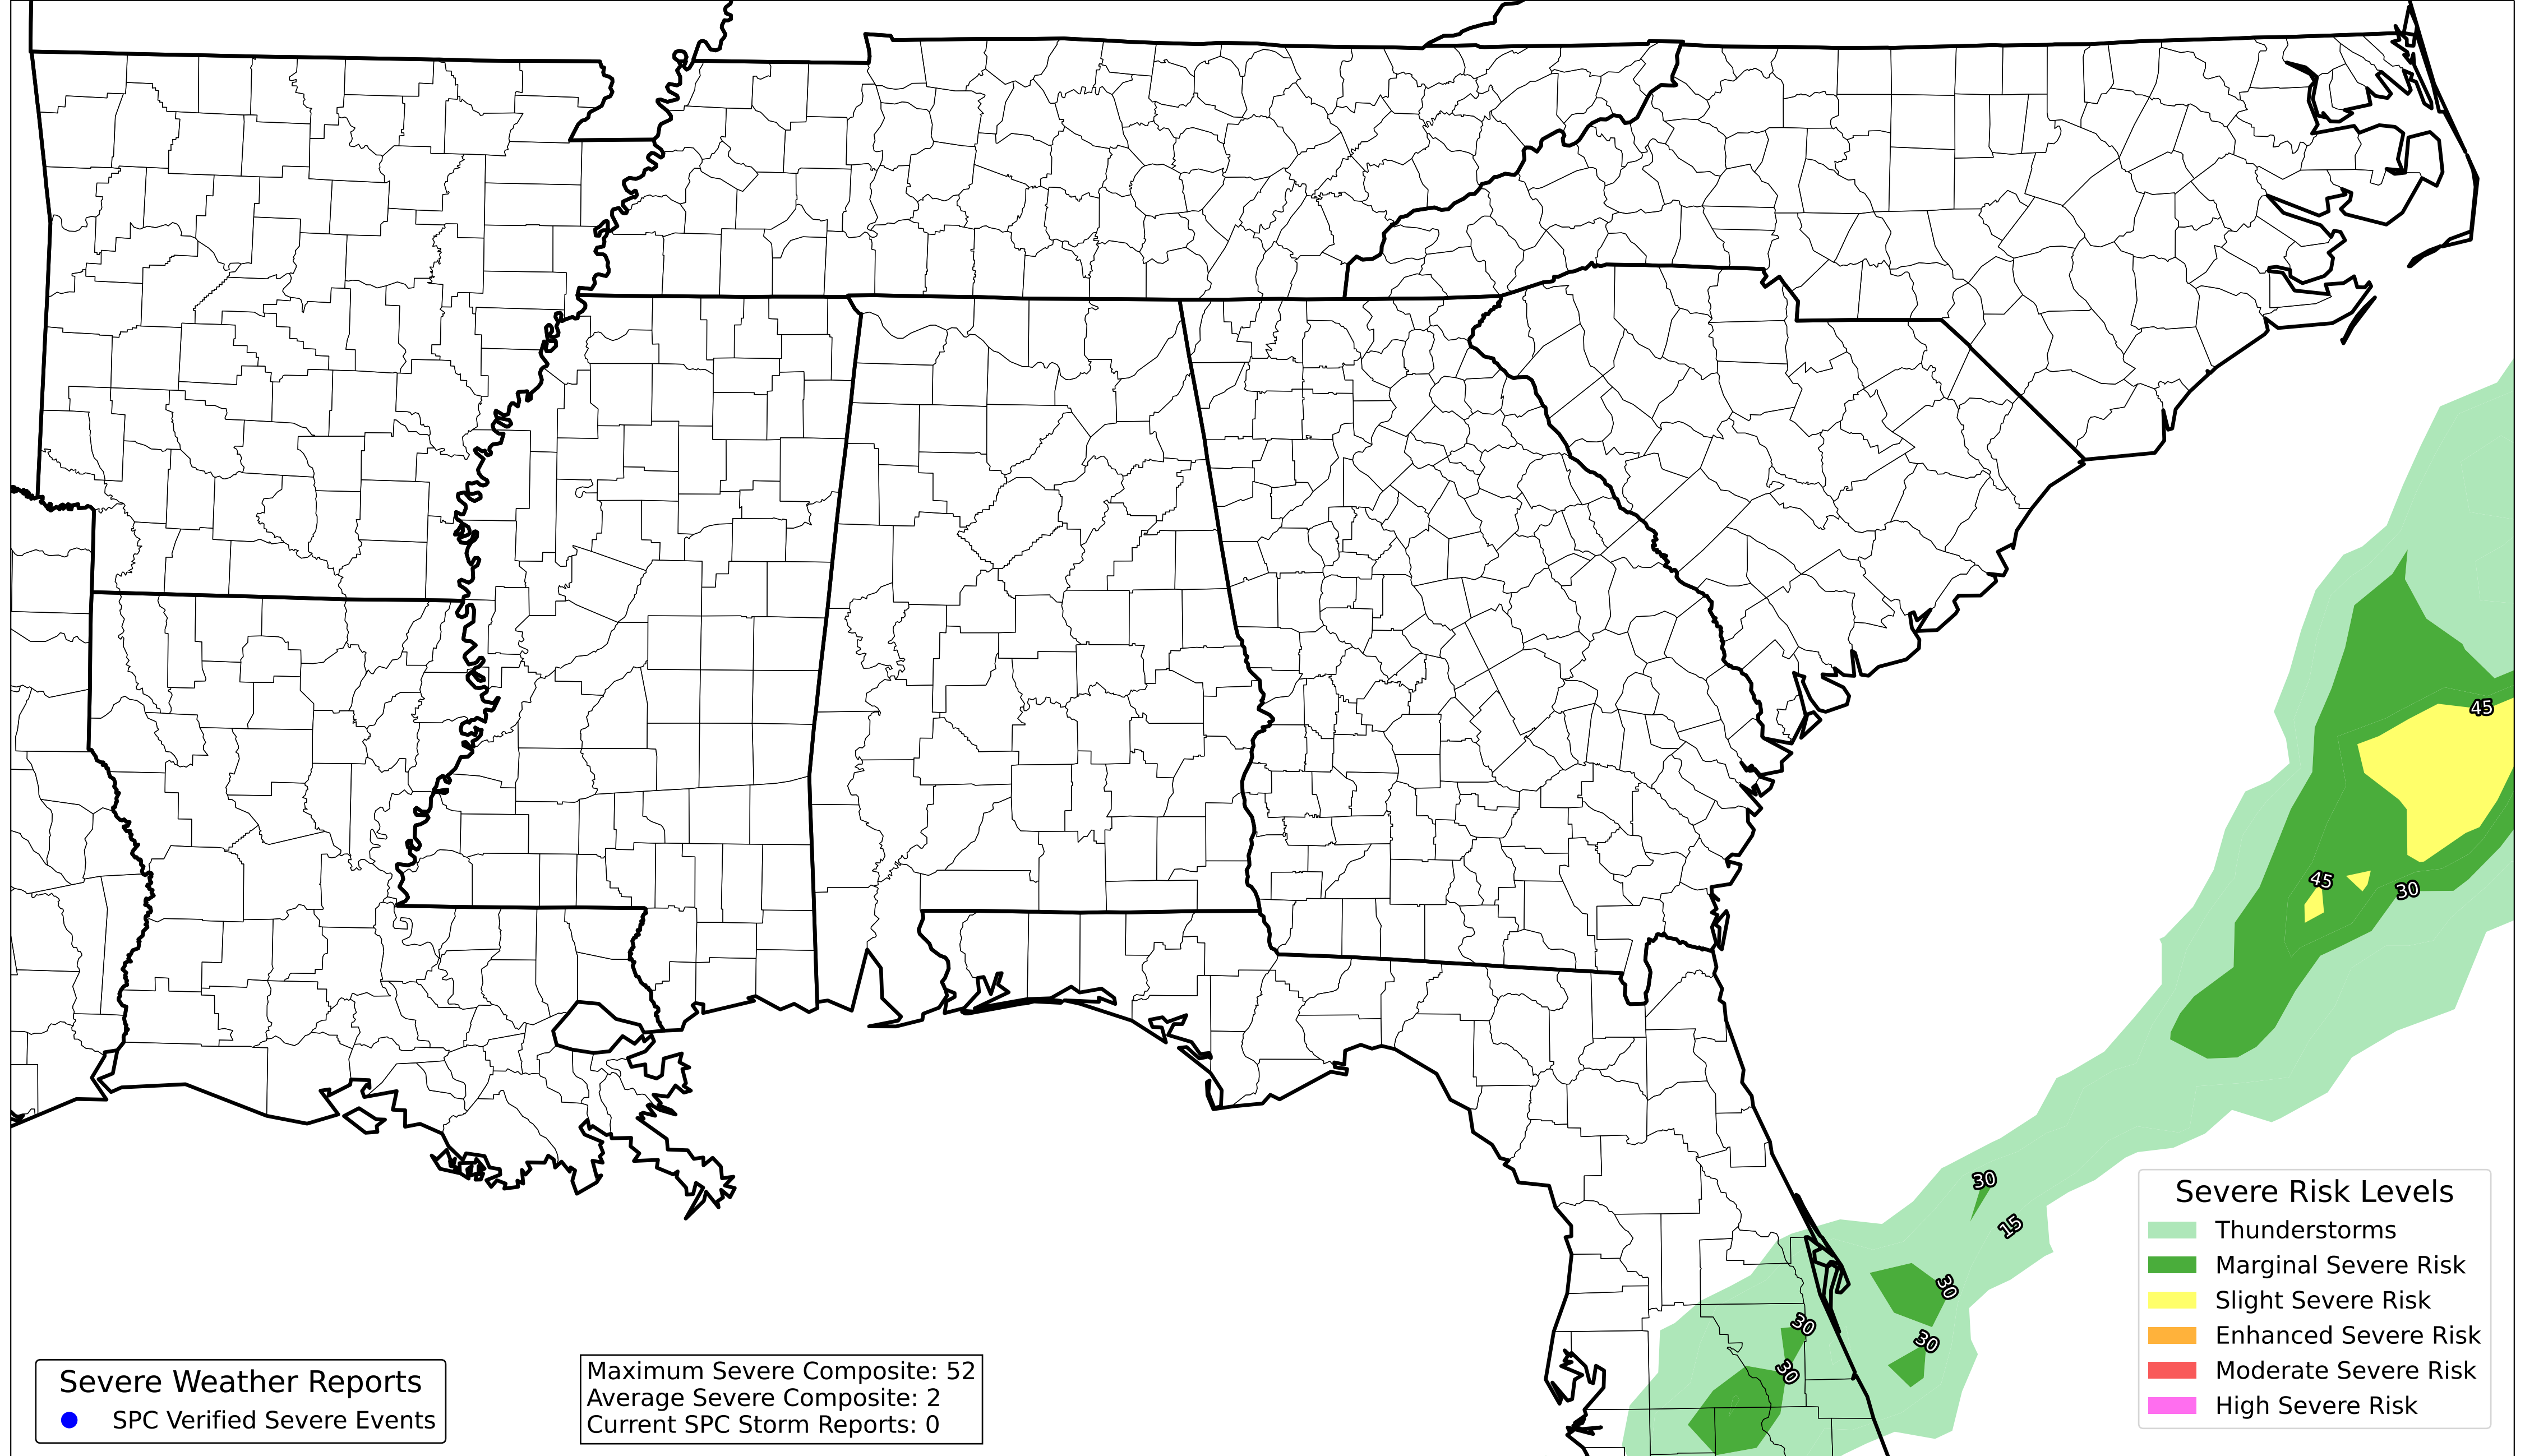 45
45
30
30
15
30
30
30
30
Severe Risk Levels
Thunderstorms
Marginal Severe Risk
Slight Severe Risk
Enhanced Severe Risk
Moderate Severe Risk
High Severe Risk
Severe Weather Reports
SPC Verified Severe Events
Maximum Severe Composite: 52
Average Severe Composite: 2
Current SPC Storm Reports: 0